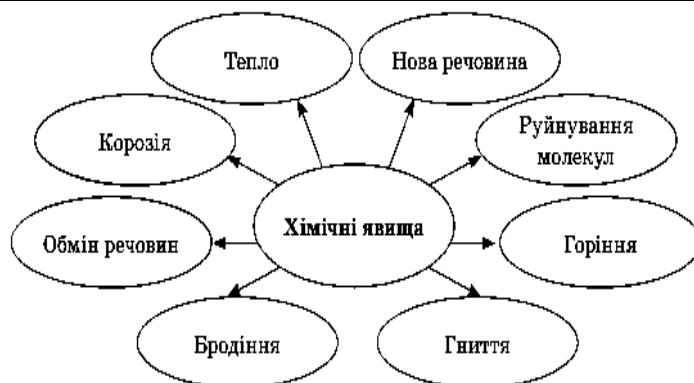 Тепло
Нова речовина
Корозія
Руйнування
молекул
Хімічні явища
Обмін речовин
Горіння
Бродіння
Гниття